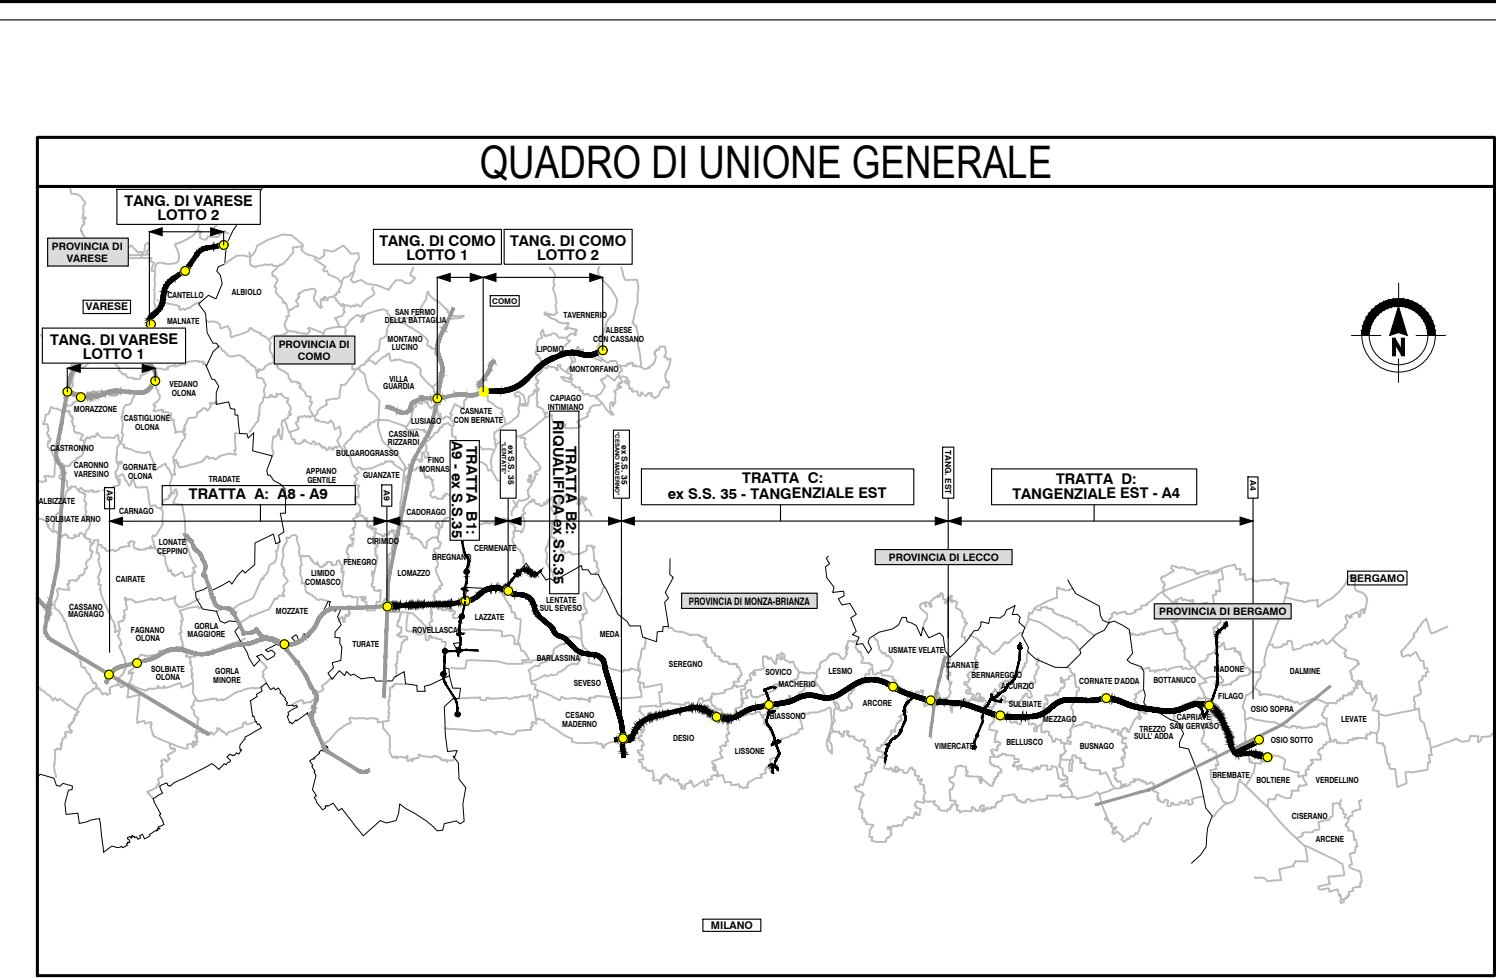 QUADRO DI UNIONE GENERALE
TANG. DI VARESE
LOTTO 2
PROVINCIA DI
VARESE
TANG. DI COMO
LOTTO 1
TANG. DI COMO
LOTTO 2
CANTELLO
ALBIOLO
VARESE
MALNATE
COMO
SAN FERMO
DELLA BATTAGLIA
TAVERNERIO
TANG. DI VARESE
LOTTO 1
PROVINCIA DI
COMO
MONTANO
LUCINO
ALBESE
CON CASSANO
LIPOMO
MONTORFANO
N
VEDANO
OLONA
VILLA
GUARDIA
MORAZZONE
CASTIGLIONE
OLONA
CAPIAGO
INTIMIANO
CASNATE
CON BERNATE
LUSIAGO
CASSINA
RIZZARDI
CASTRONNO
BULGAROGRASSO
CARONNO
VARESINO
GORNATE
OLONA
TRADATE
APPIANO
GENTILE
GUANZATE
FINO
MORNAS
TRATTA B1:
A9 - ex S.S.35
ex S.S. 35
"LENTATE"
TRATTA B2:
RIQUALIFICA ex S.S.35
ex S.S. 35
"CESANO MADERNO"
TANG. EST
A4
TRATTA A: A8 - A9
TRATTA C:
ex S.S. 35 - TANGENZIALE EST
TRATTA D:
TANGENZIALE EST - A4
A8
A9
ALBIZZATE
SOLBIATE ARNO
CARNAGO
CADORAGO
LONATE
CEPPINO
CIRIMIDO
BREGNANO
CERMENATE
PROVINCIA DI LECCO
FENEGRO
LOMAZZO
LIMIDO
COMASCO
CAIRATE
BERGAMO
CASSANO
MAGNAGO
MOZZATE
LAZZATE
LENTATE
SUL SEVESO
PROVINCIA DI MONZA-BRIANZA
PROVINCIA DI BERGAMO
FAGNANO
OLONA
GORLA
MAGGIORE
ROVELLASCA
TURATE
MEDA
USMATE VELATE
BARLASSINA
SEREGNO
SOLBIATE
OLONA
GORLA
MINORE
SEVESO
SOVICO
MACHERIO
LESMO
CARNATE
BERNAREGGIO
AICURZIO
CORNATE D'ADDA
BOTTANUCO
MADONE
DALMINE
FILAGO
OSIO SOPRA
CESANO
MADERNO
BIASSONO
ARCORE
SULBIATE
MEZZAGO
CAPRIATE
SAN GERVASO
LEVATE
DESIO
LISSONE
VIMERCATE
BELLUSCO
BUSNAGO
TREZZO
SULL' ADDA
OSIO SOTTO
BREMBATE
BOLTIERE
VERDELLINO
CISERANO
ARCENE
MILANO